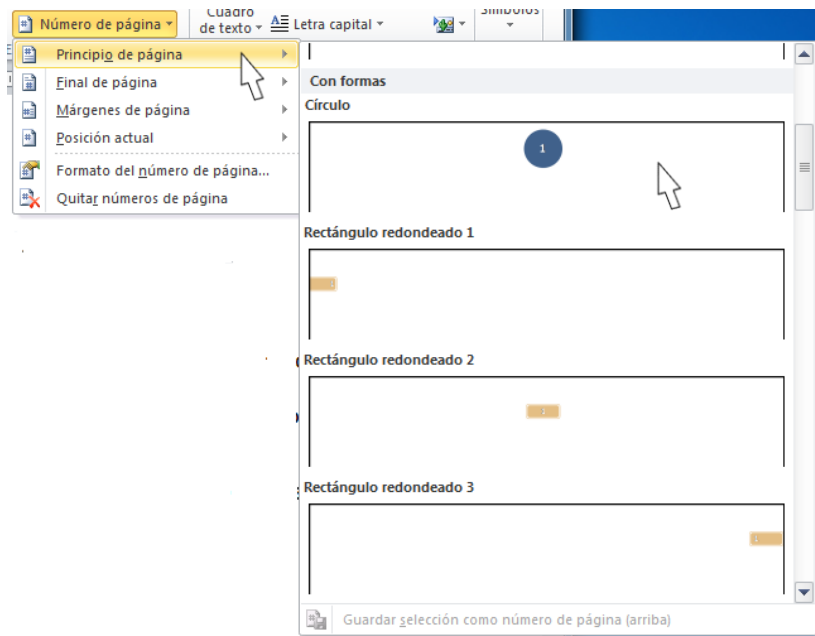 Número de página
Cuadro
de texto
Letra capital
Símbolos
Principio de página
Final de página
Márgenes de página
Posición actual
Formato del número de página...
Quitar números de página
Con formas
Círculo
1
Rectángulo redondeado 1
Rectángulo redondeado 2
Rectángulo redondeado 3
Guardar selección como número de página (arriba)